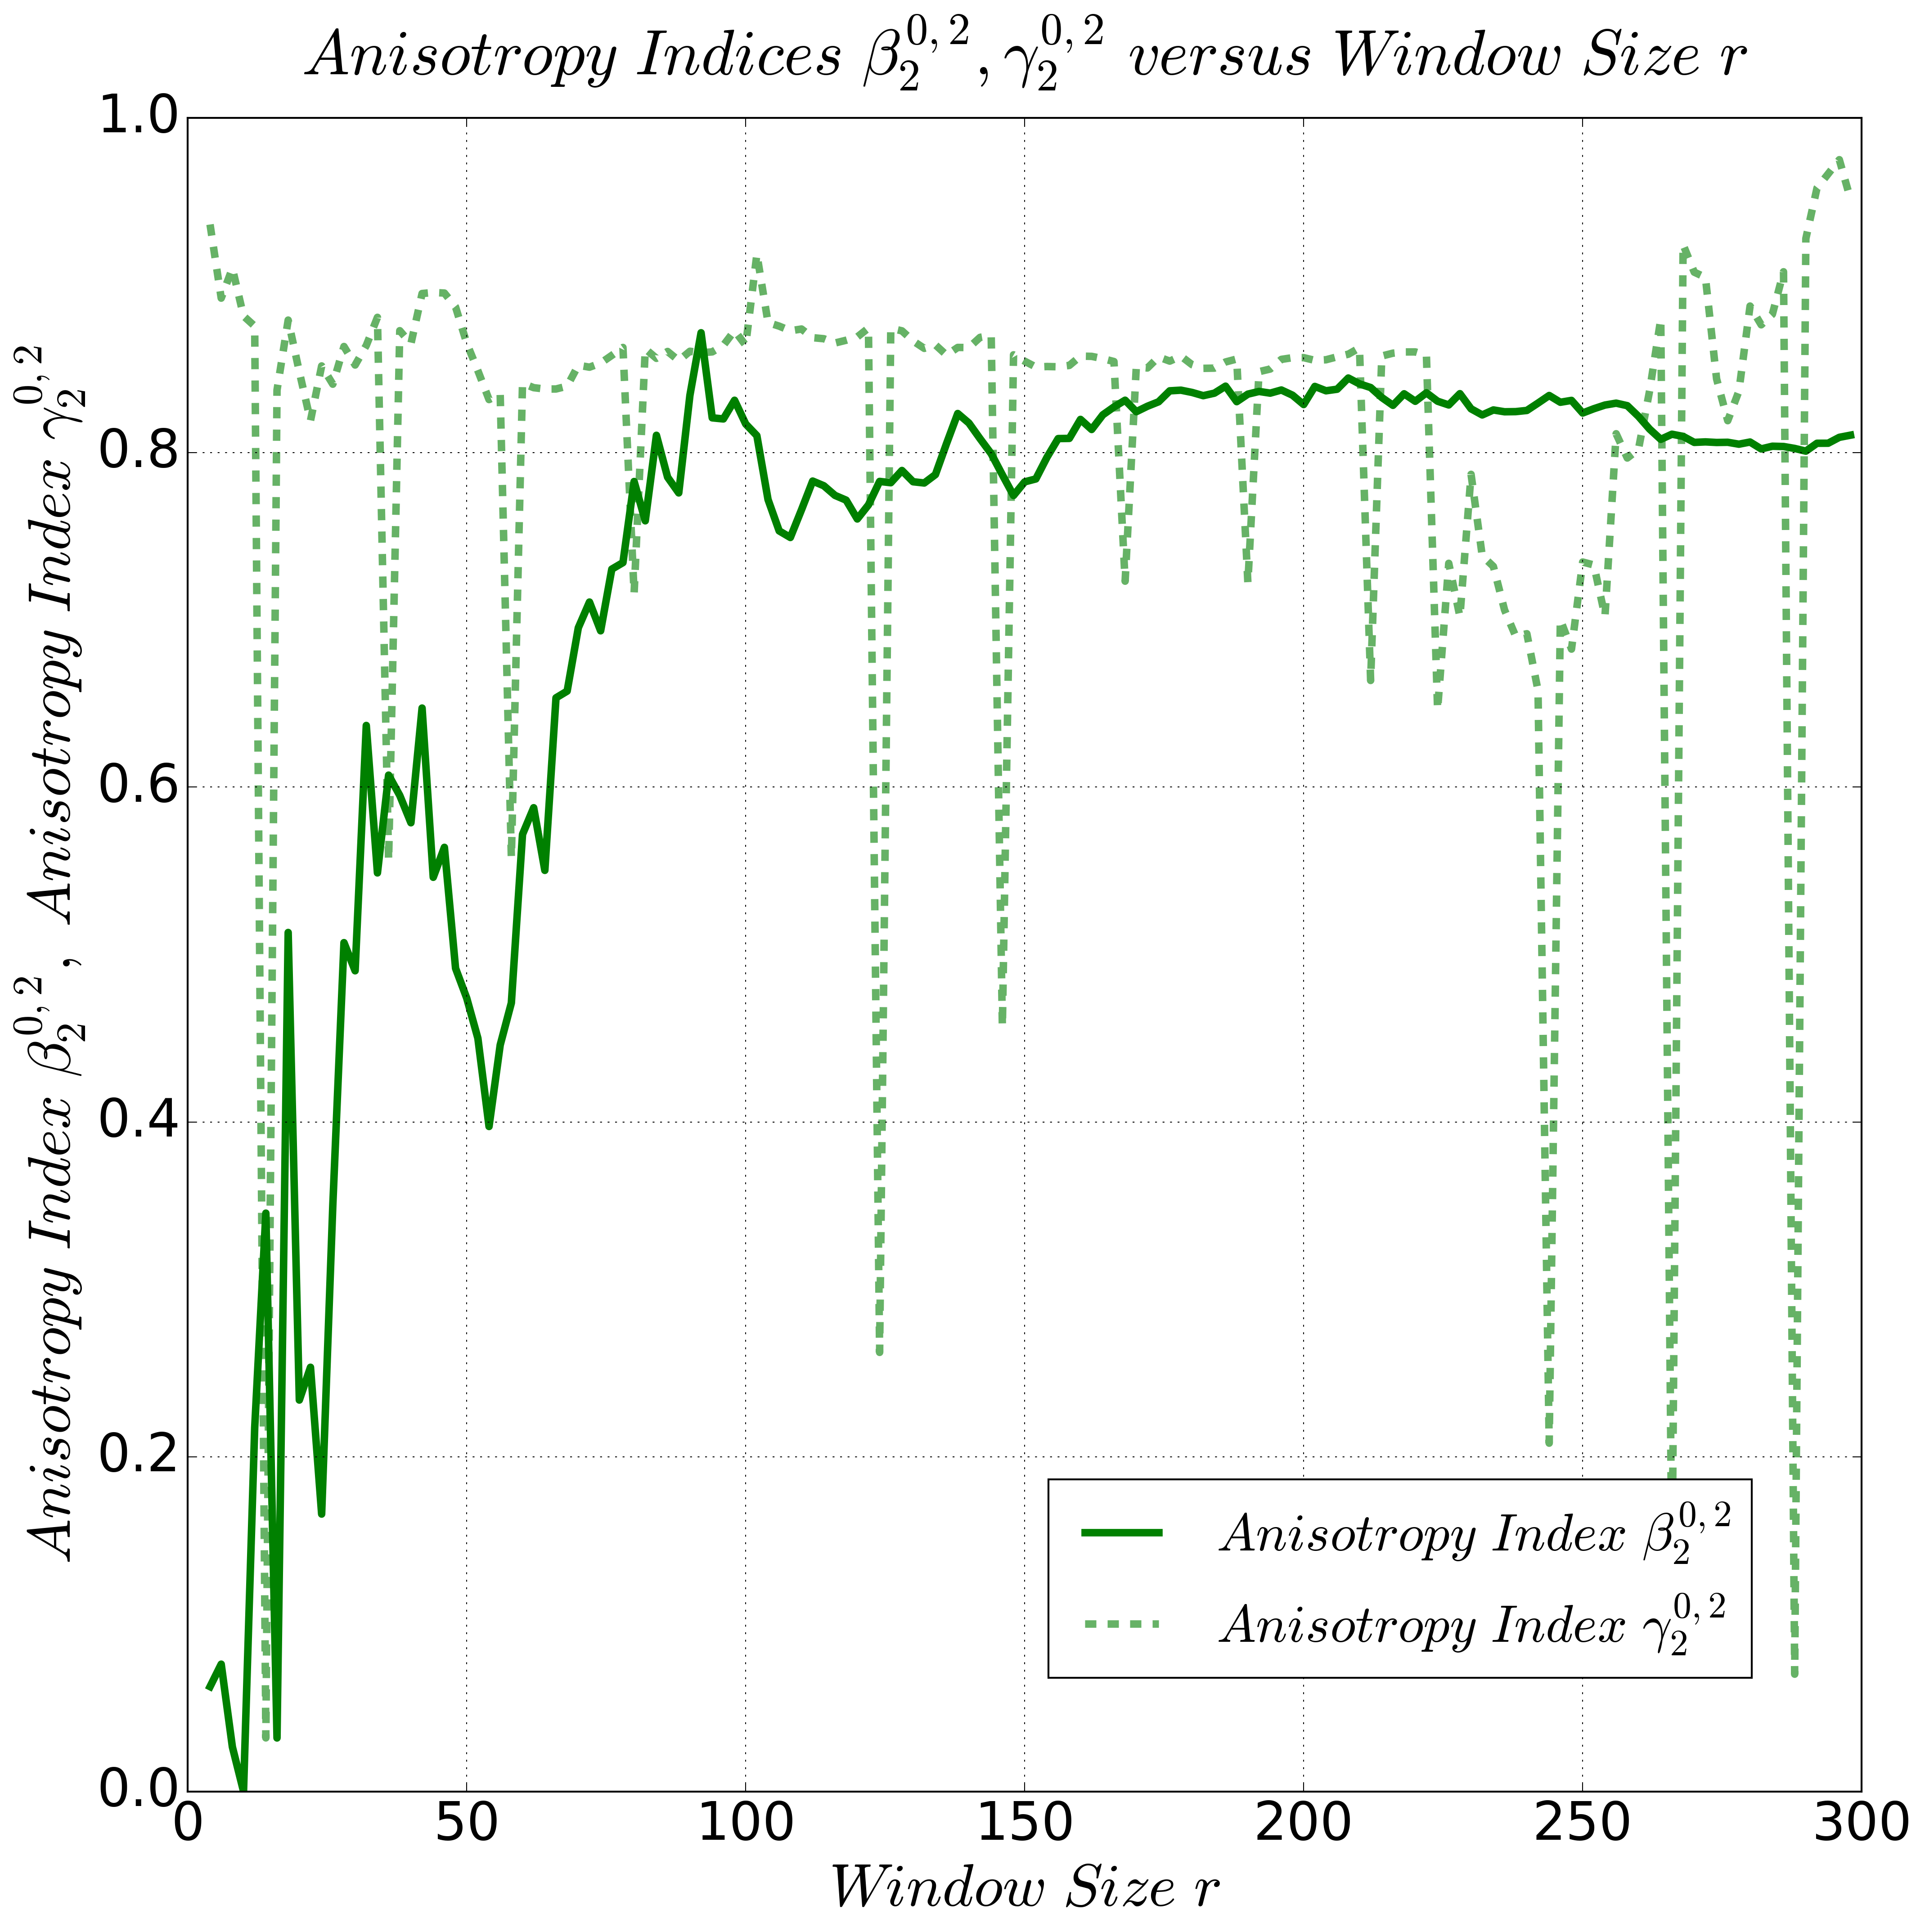 Anisotropy Indices β₂^{0,2}, γ₂^{0,2} versus Window Size r
Anisotropy Index β₂^{0,2}, Anisotropy Index γ₂^{0,2}
1.0
0.8
0.6
0.4
0.2
0.0
Anisotropy Index β₂^{0,2}
Anisotropy Index γ₂^{0,2}
0 50 100 150 200 250 300
Window Size r